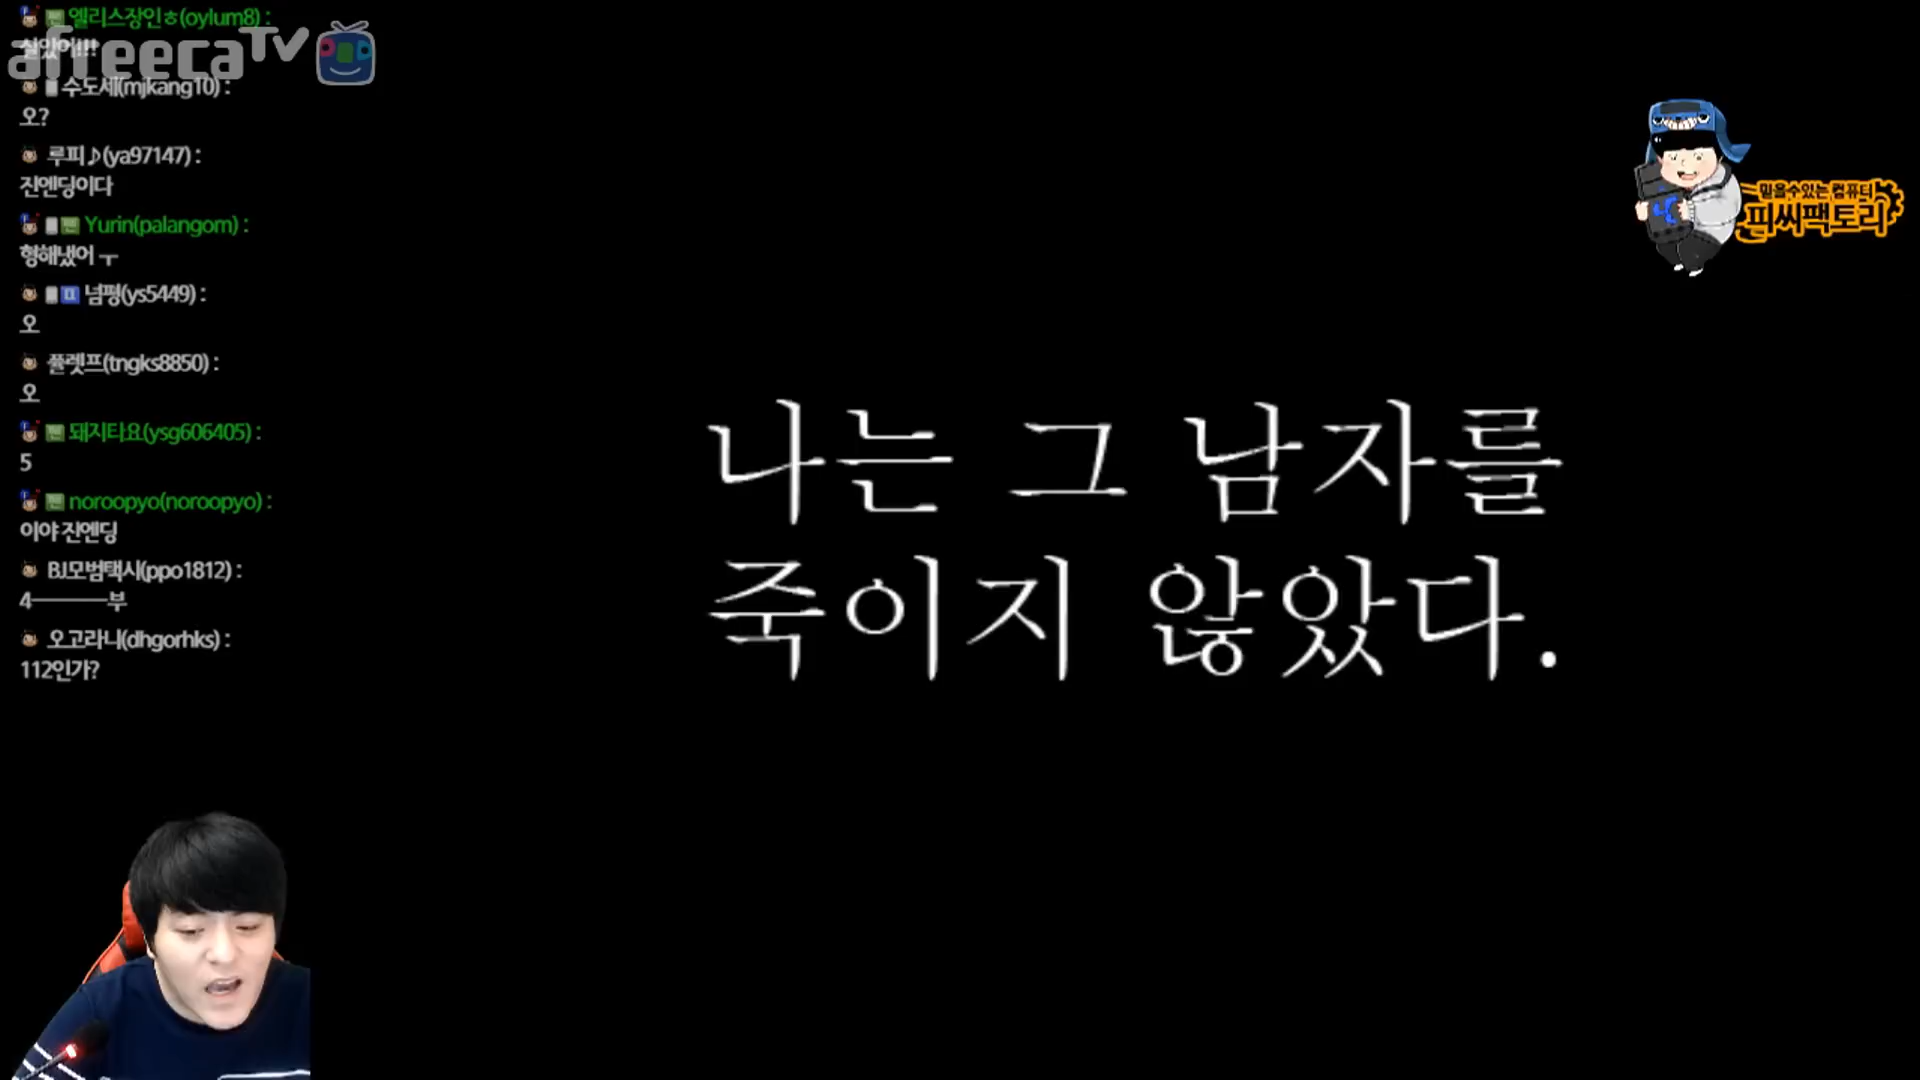 엘리스장인ㅎ(oylum8) :
afreecaTV
수도세(mjkang10) :
오?
루피♪(ya97147) :
진엔딩이다
Yurin(palangom) :
형해냈어 ㅜ
넘평(ys5449) :
오
플렛프(tngks8850) :
오
돼지타요(ysg606405) :
5
noroopyo(noroopyo) :
이야 진엔딩
BJ모범택시(ppo1812) :
4────부
오고라니(dhgorhks) :
112인가?
믿을수있는 컴퓨터
피씨팩토리
나는 그 남자를
죽이지 않았다.